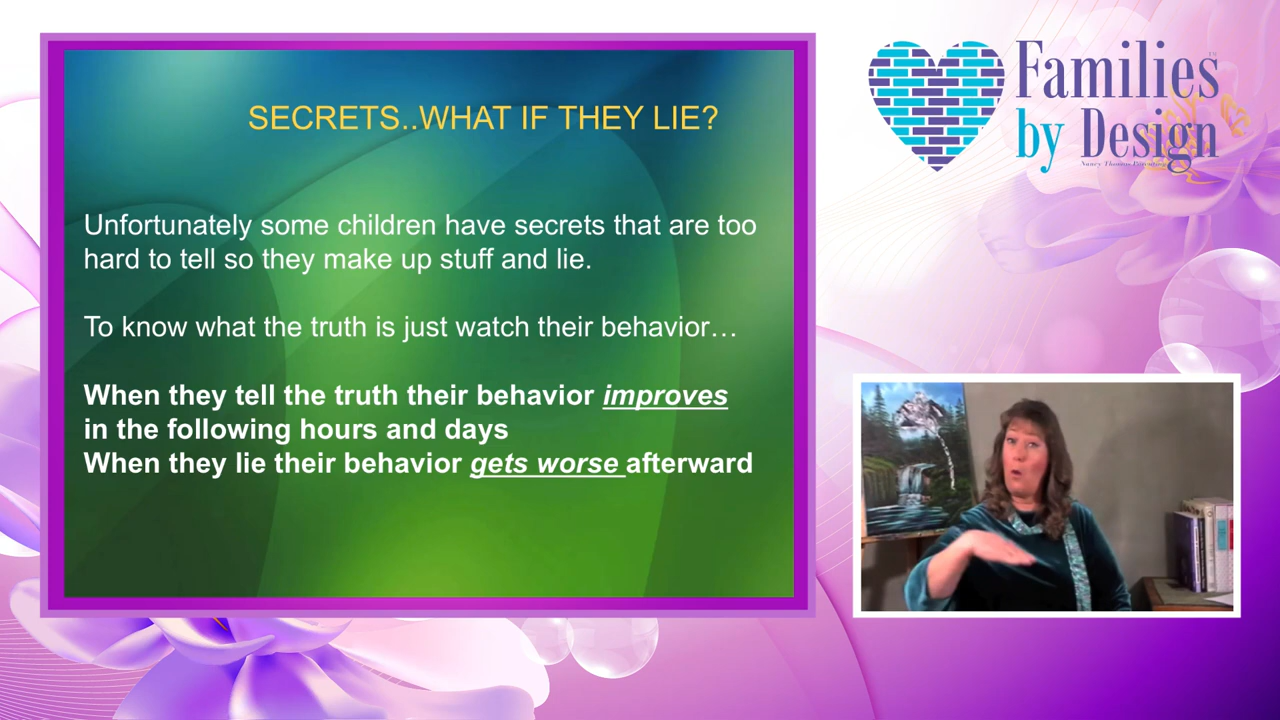 SECRETS..WHAT IF THEY LIE?
Unfortunately some children have secrets that are too
hard to tell so they make up stuff and lie.
To know what the truth is just watch their behavior…
When they tell the truth their behavior improves
in the following hours and days
When they lie their behavior gets worse afterward
Families
by Design
Nancy Thomas Parenting